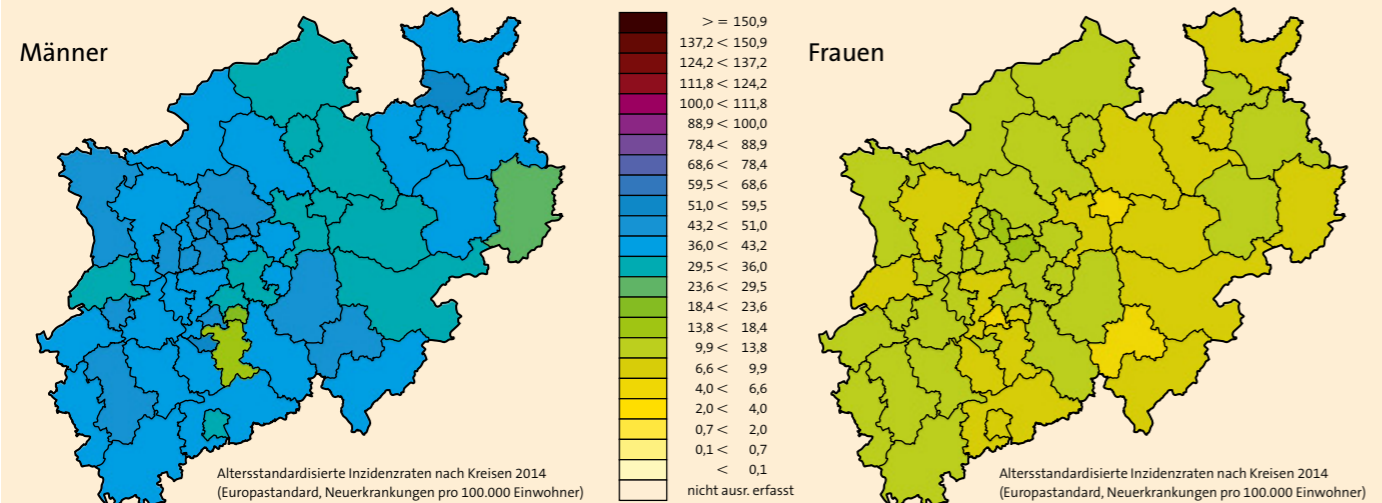 Männer
> = 150,9
137,2 < 150,9
124,2 < 137,2
111,8 < 124,2
100,0 < 111,8
88,9 < 100,0
78,4 < 88,9
68,6 < 78,4
59,5 < 68,6
51,0 < 59,5
43,2 < 51,0
36,0 < 43,2
29,5 < 36,0
23,6 < 29,5
18,4 < 23,6
13,8 < 18,4
9,9 < 13,8
6,6 < 9,9
4,0 < 6,6
2,0 < 4,0
0,7 < 2,0
0,1 < 0,7
< 0,1
nicht ausr. erfasst
Altersstandardisierte Inzidenzraten nach Kreisen 2014
(Europastandard, Neuerkrankungen pro 100.000 Einwohner)
Frauen
Altersstandardisierte Inzidenzraten nach Kreisen 2014
(Europastandard, Neuerkrankungen pro 100.000 Einwohner)